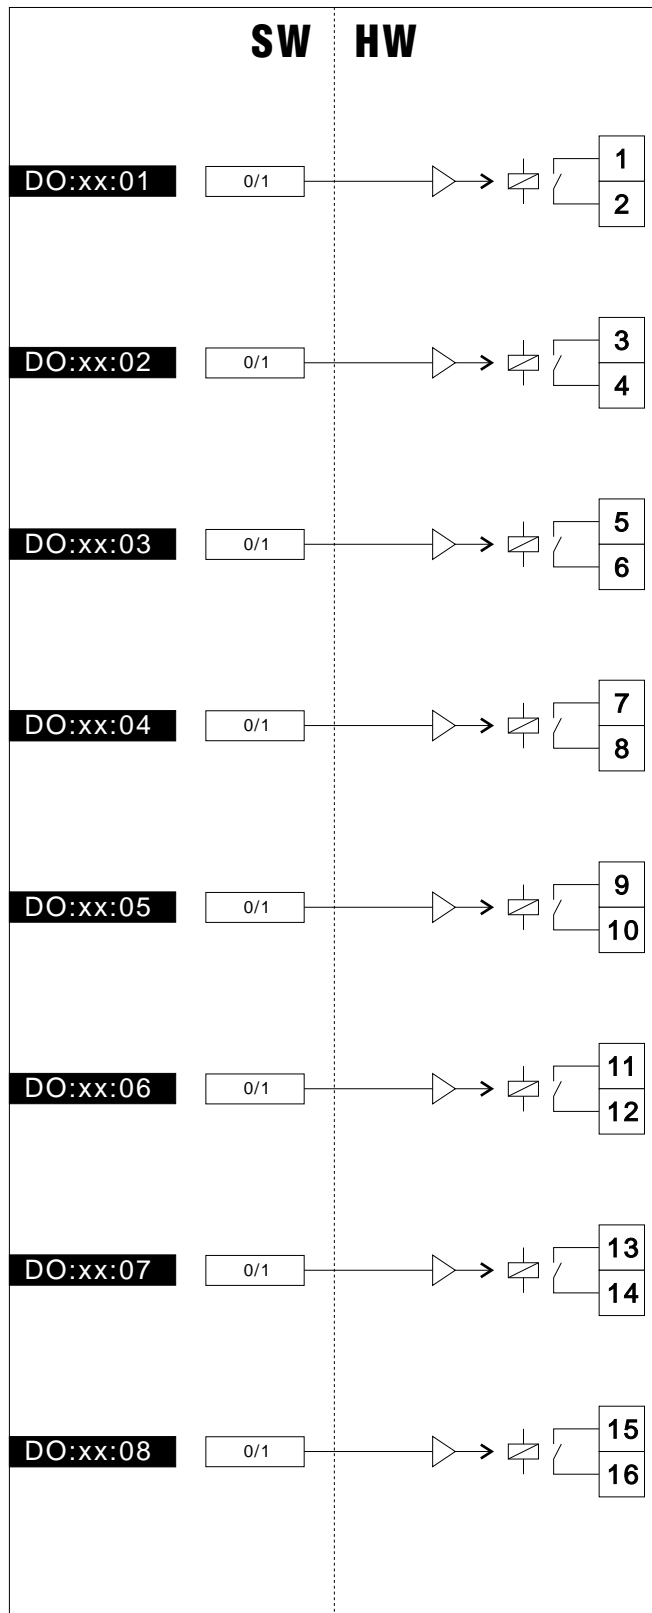 SW HW
DO:xx:01 0/1 1
2
DO:xx:02 0/1 3
4
DO:xx:03 0/1 5
6
DO:xx:04 0/1 7
8
DO:xx:05 0/1 9
10
DO:xx:06 0/1 11
12
DO:xx:07 0/1 13
14
DO:xx:08 0/1 15
16